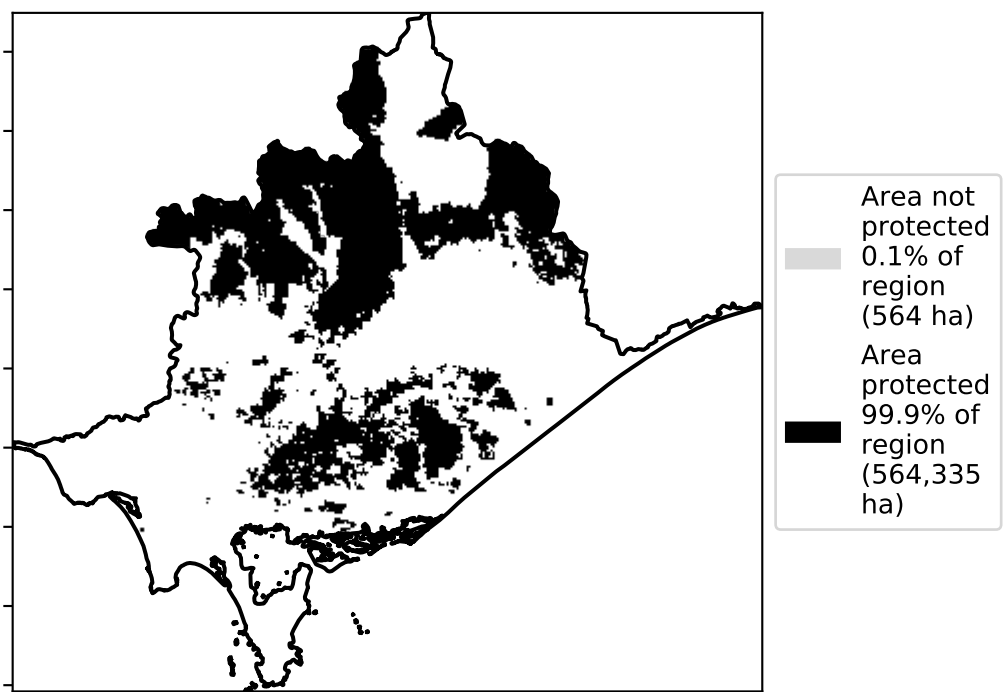 Area not
protected
0.1% of
region
(564 ha)
Area
protected
99.9% of
region
(564,335
ha)